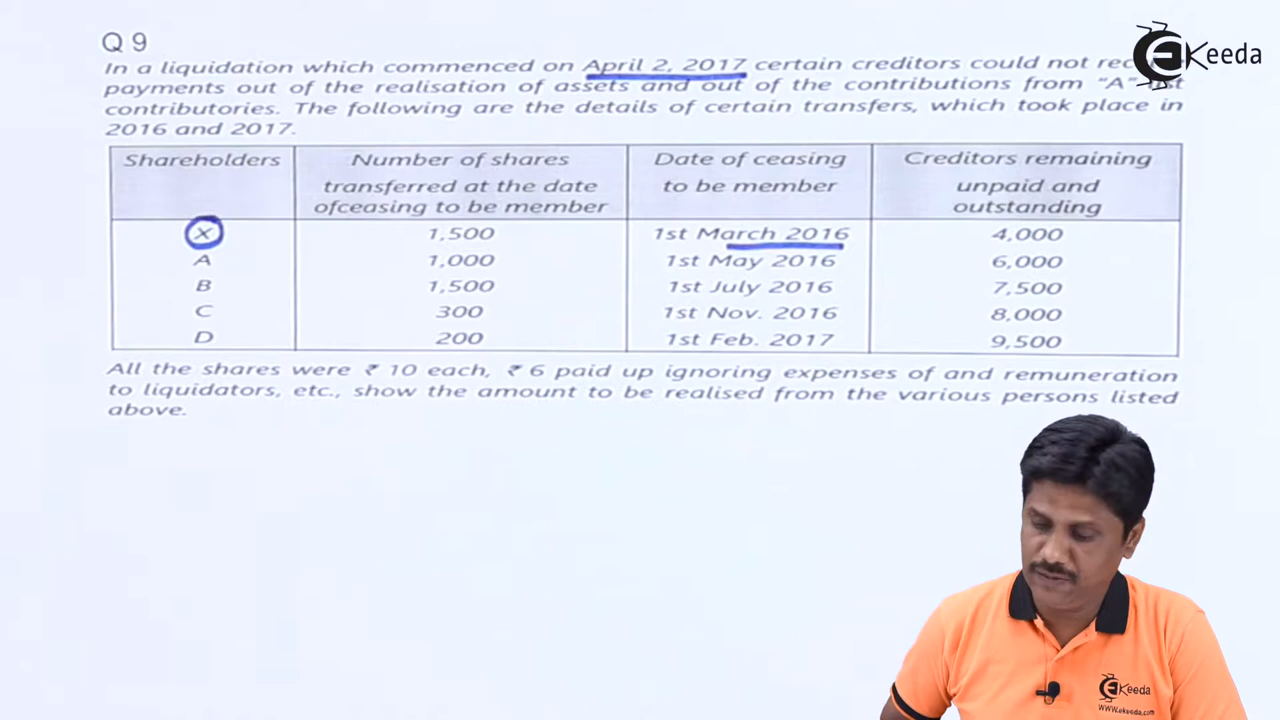 Q 9
In a liquidation which commenced on April 2, 2017 certain creditors could not
payments out of the realisation of assets and out of the contributions from "A"
contributories. The following are the details of certain transfers, which took place in
2016 and 2017.
Shareholders Number of shares transferred at the date ofceasing to be member Date of ceasing to be member Creditors remaining unpaid and outstanding
X 1,500 1st March 2016 4,000
A 1,000 1st May 2016 6,000
B 1,500 1st July 2016 7,500
C 300 1st Nov. 2016 8,000
D 200 1st Feb. 2017 9,500
All the shares were ₹ 10 each, ₹ 6 paid up ignoring expenses of and remuneration
to liquidators, etc., show the amount to be realised from the various persons listed
above.
eKeeda
eKeeda
www.ekeeda.com